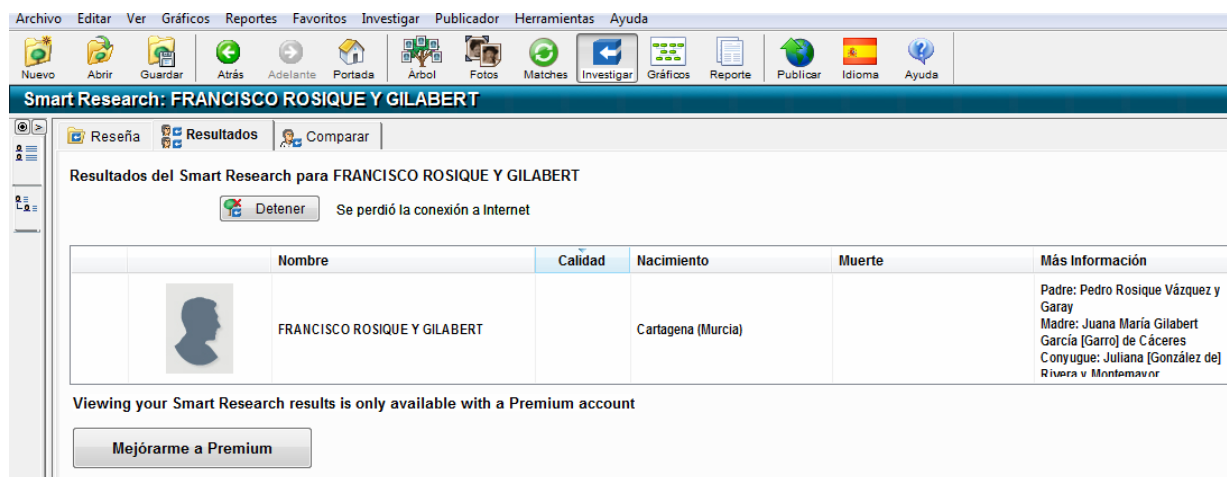 Archivo Editar Ver Gráficos Reportes Favoritos Investigar Publicador Herramientas Ayuda
Nuevo Abrir Guardar Atrás Adelante Portada Árbol Fotos Matches Investigar Gráficos Reporte Publicar Idioma Ayuda
Smart Research: FRANCISCO ROSIQUE Y GILABERT
Reseña Resultados Comparar
Resultados del Smart Research para FRANCISCO ROSIQUE Y GILABERT
Detener Se perdió la conexión a Internet
Nombre Calidad Nacimiento Muerte Más Información
FRANCISCO ROSIQUE Y GILABERT Cartagena (Murcia)
Padre: Pedro Rosique Vázquez y
Garay
Madre: Juana María Gilabert
García [Garro] de Cáceres
Conyugue: Juliana [González de]
Rivera y Montemayor
Viewing your Smart Research results is only available with a Premium account
Mejórarme a Premium